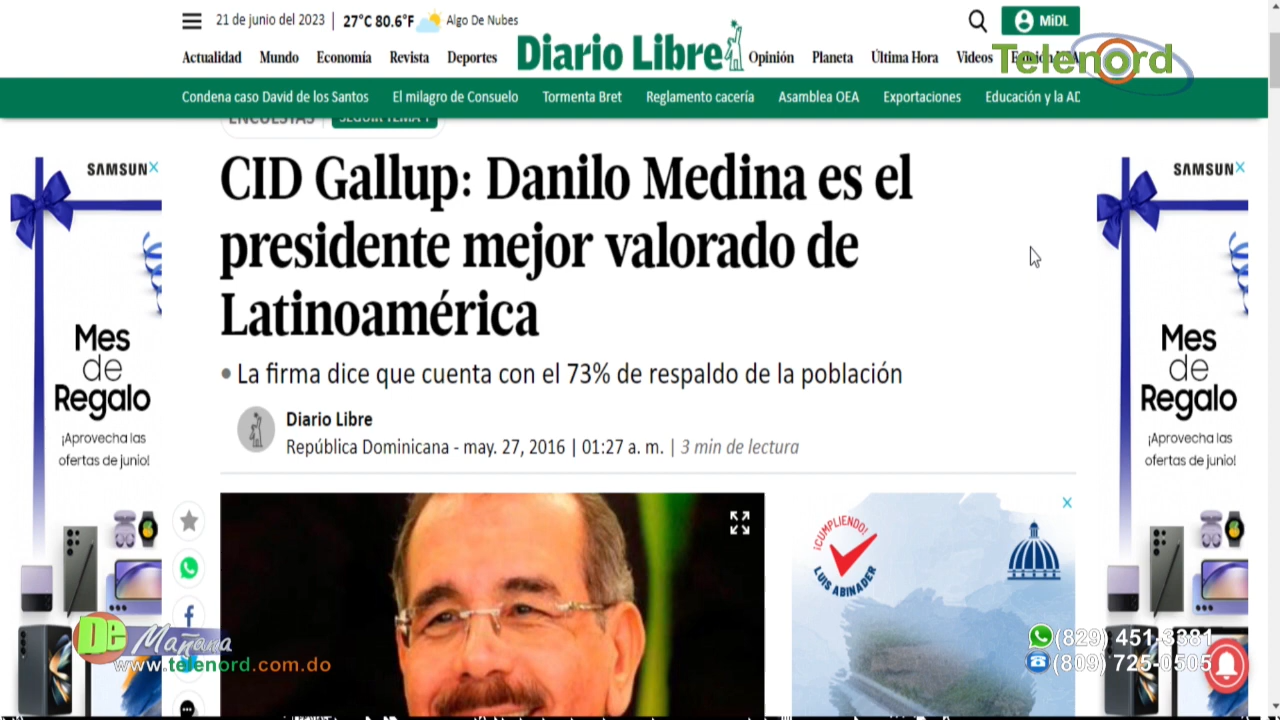 21 de junio del 2023
27°C 80.6°F
Algo De Nubes
MiDL
Actualidad
Mundo
Economía
Revista
Deportes
Diario Libre
Opinión
Planeta
Última Hora
Videos
Telenord
Condena caso David de los Santos
El milagro de Consuelo
Tormenta Bret
Reglamento cacería
Asamblea OEA
Exportaciones
Educación y la AD
ENCUESTAS
SEGUIR TEMA +
CID Gallup: Danilo Medina es el
presidente mejor valorado de
Latinoamérica
La firma dice que cuenta con el 73% de respaldo de la población
Diario Libre
República Dominicana - may. 27, 2016 | 01:27 a. m. | 3 min de lectura
SAMSUN
Mes
de
Regalo
¡Aprovecha las
ofertas de junio!
SAMSUN
Mes
de
Regalo
¡Aprovecha las
ofertas de junio!
¡CUMPLIENDO!
LUIS ABINADER
De Mañana
www.telenord.com.do
(829) 451-3381
(809) 725-0505